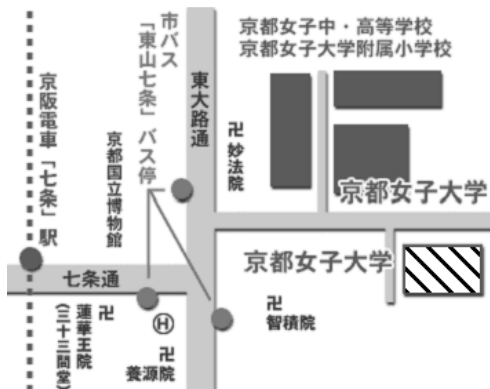 京都女子中・高等学校
京都女子大学附属小学校
市バス
「東山七条」バス停
東大路通
京阪電車「七条」駅
京都国立博物館
卍 妙法院
京都女子大学
京都女子大学
七条通
卍
蓮華王院
(三十三間堂)
H
卍
養源院
卍
智積院